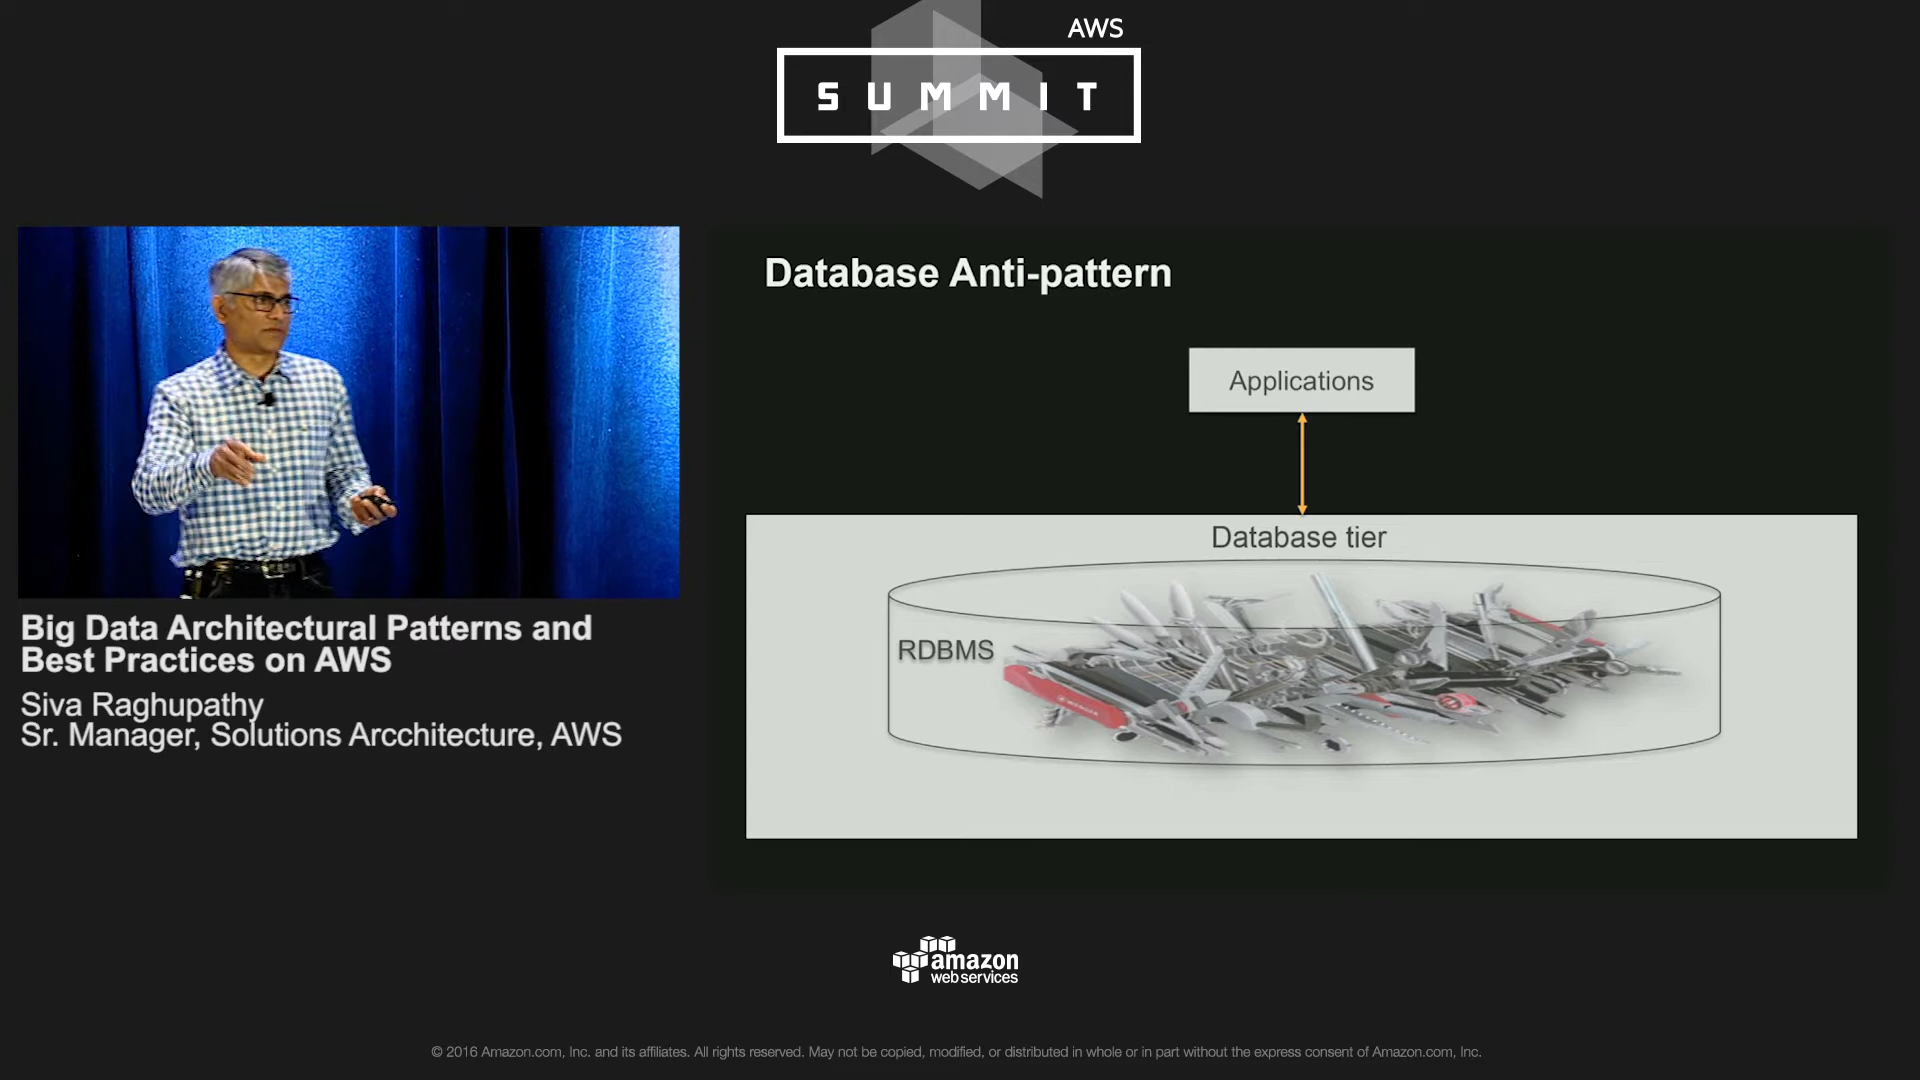 AWS
SUMMIT
Database Anti-pattern
Applications
Database tier
RDBMS
WENGER
Big Data Architectural Patterns and
Best Practices on AWS
Siva Raghupathy
Sr. Manager, Solutions Arcchitecture, AWS
amazon
webservices
© 2016 Amazon.com, Inc. and its affiliates. All rights reserved. May not be copied, modified, or distributed in whole or in part without the express consent of Amazon.com, Inc.